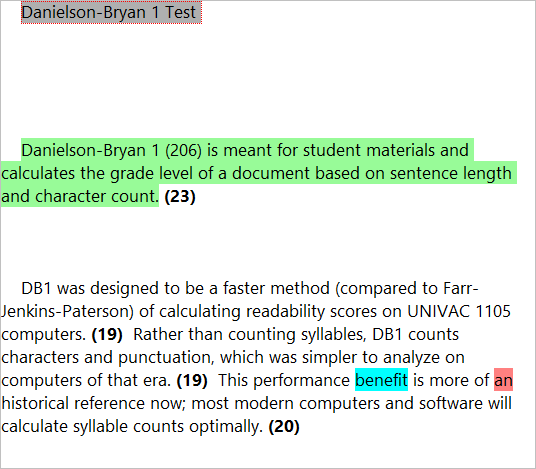 Danielson-Bryan 1 Test
Danielson-Bryan 1 (206) is meant for student materials and
calculates the grade level of a document based on sentence length
and character count. (23)
DB1 was designed to be a faster method (compared to Farr-
Jenkins-Paterson) of calculating readability scores on UNIVAC 1105
computers. (19) Rather than counting syllables, DB1 counts
characters and punctuation, which was simpler to analyze on
computers of that era. (19) This performance benefit is more of an
historical reference now; most modern computers and software will
calculate syllable counts optimally. (20)